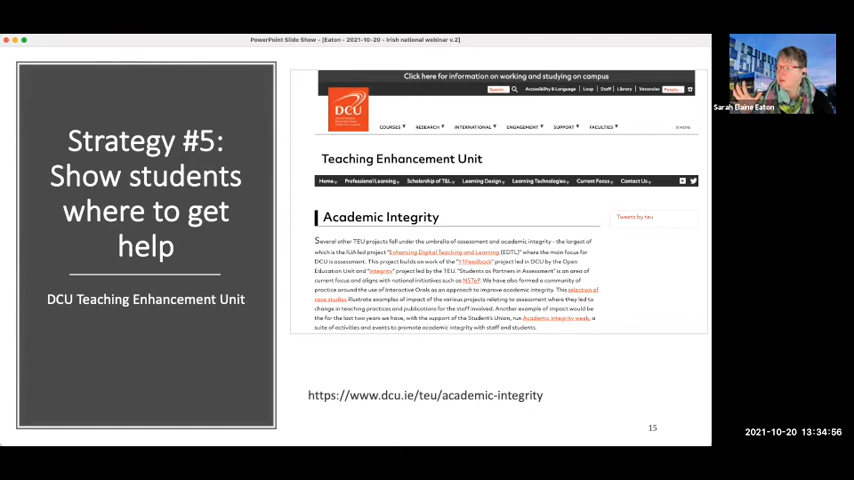 PowerPoint Slide Show - [Eaton - 2021-10-20 - Irish national webinar v.2]
Strategy #5:
Show students
where to get
help
DCU Teaching Enhancement Unit
Click here for information on working and studying on campus
Search...
Accessibility & Language
Loop
Staff
Library
Vacancies
People...
DCU
COURSES
RESEARCH
INTERNATIONAL
ENGAGEMENT
SUPPORT
FACULTIES
Teaching Enhancement Unit
Home
Professional Learning
Scholarship of T&L
Learning Design
Learning Technologies
Current Focus
Contact Us
Academic Integrity
Tweets by teu
Several other TEU projects fall under the umbrella of assessment and academic integrity - the largest of
which is the IUA led project "Enhancing Digital Teaching and Learning (EDTL)" where the main focus for
DCU is assessment. This project builds on work of the "Y1Feedback" project led in DCU by the Open
Education Unit and "Integrity" project led by the TEU. "Students as Partners in Assessment" is an area of
current focus and aligns with national initiatives such as NSTeP. We have also formed a community of
practice around the use of Interactive Orals as an approach to improve academic integrity. This selection of
case studies illustrate examples of impact of the various projects relating to assessment where they led to
change in teaching practices and publications for the staff involved. Another example of impact would be
the for the last two years we have, with the support of the Student's Union, run Academic Integrity week, a
suite of activities and events to promote academic integrity with staff and students.
https://www.dcu.ie/teu/academic-integrity
15
Sarah Elaine Eaton
2021-10-20 13:34:56